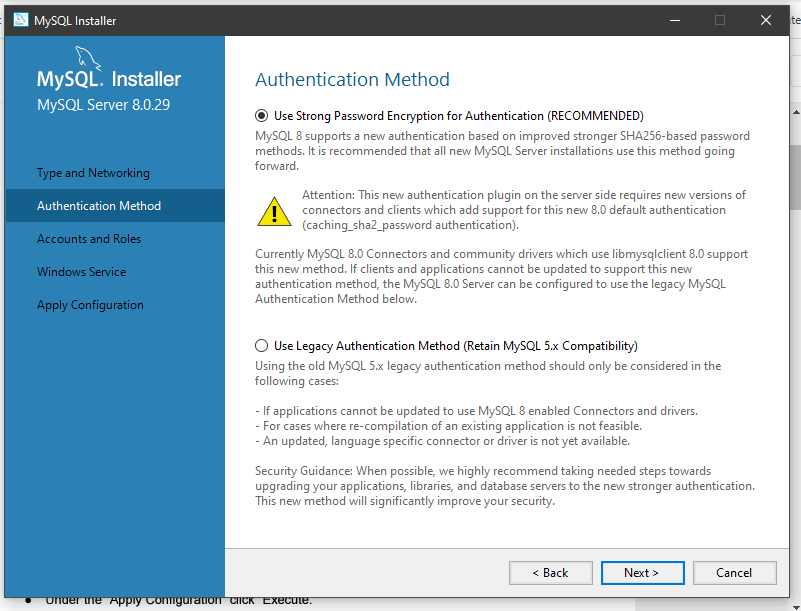 MySQL Installer
MySQL. Installer
MySQL Server 8.0.29
Type and Networking
Authentication Method
Accounts and Roles
Windows Service
Apply Configuration
Authentication Method
Use Strong Password Encryption for Authentication (RECOMMENDED)
MySQL 8 supports a new authentication based on improved stronger SHA256-based password
methods. It is recommended that all new MySQL Server installations use this method going
forward.
Attention: This new authentication plugin on the server side requires new versions of
connectors and clients which add support for this new 8.0 default authentication
(caching_sha2_password authentication).
Currently MySQL 8.0 Connectors and community drivers which use libmysqlclient 8.0 support
this new method. If clients and applications cannot be updated to support this new
authentication method, the MySQL 8.0 Server can be configured to use the legacy MySQL
Authentication Method below.
Use Legacy Authentication Method (Retain MySQL 5.x Compatibility)
Using the old MySQL 5.x legacy authentication method should only be considered in the
following cases:
- If applications cannot be updated to use MySQL 8 enabled Connectors and drivers.
- For cases where re-compilation of an existing application is not feasible.
- An updated, language specific connector or driver is not yet available.
Security Guidance: When possible, we highly recommend taking needed steps towards
upgrading your applications, libraries, and database servers to the new stronger authentication.
This new method will significantly improve your security.
< Back
Next >
Cancel
● Under the "Apply Configuration" click "Execute.